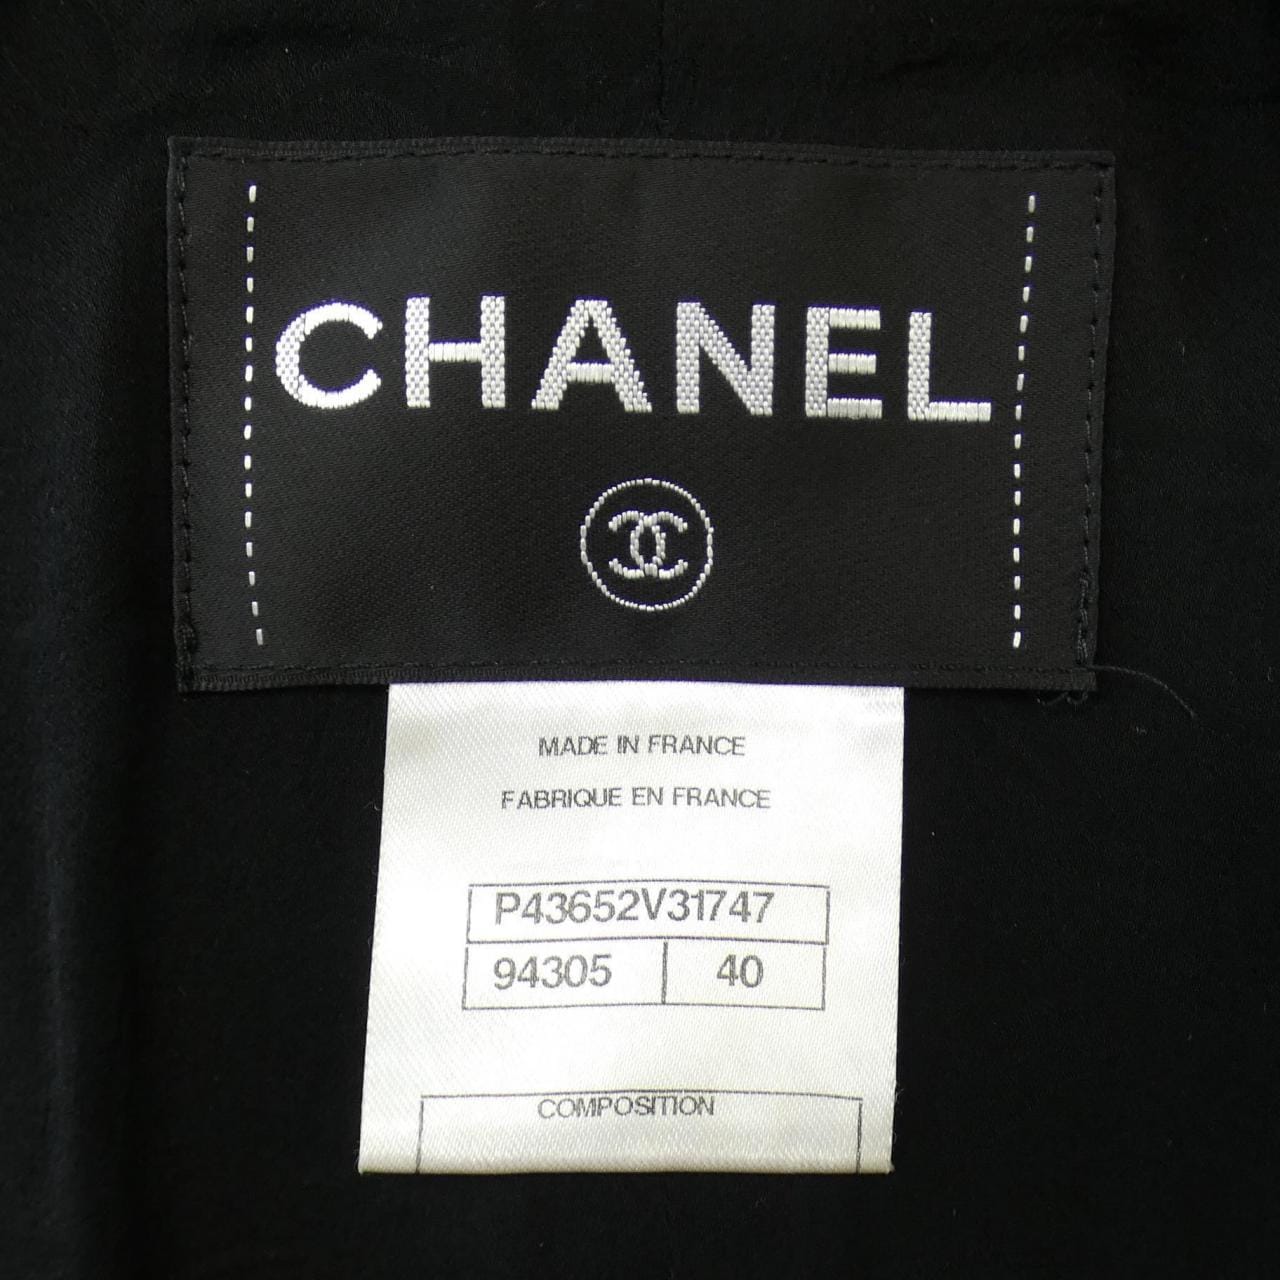 CHANEL
MADE IN FRANCE
FABRIQUE EN FRANCE
P43652V31747
94305 40
COMPOSITION